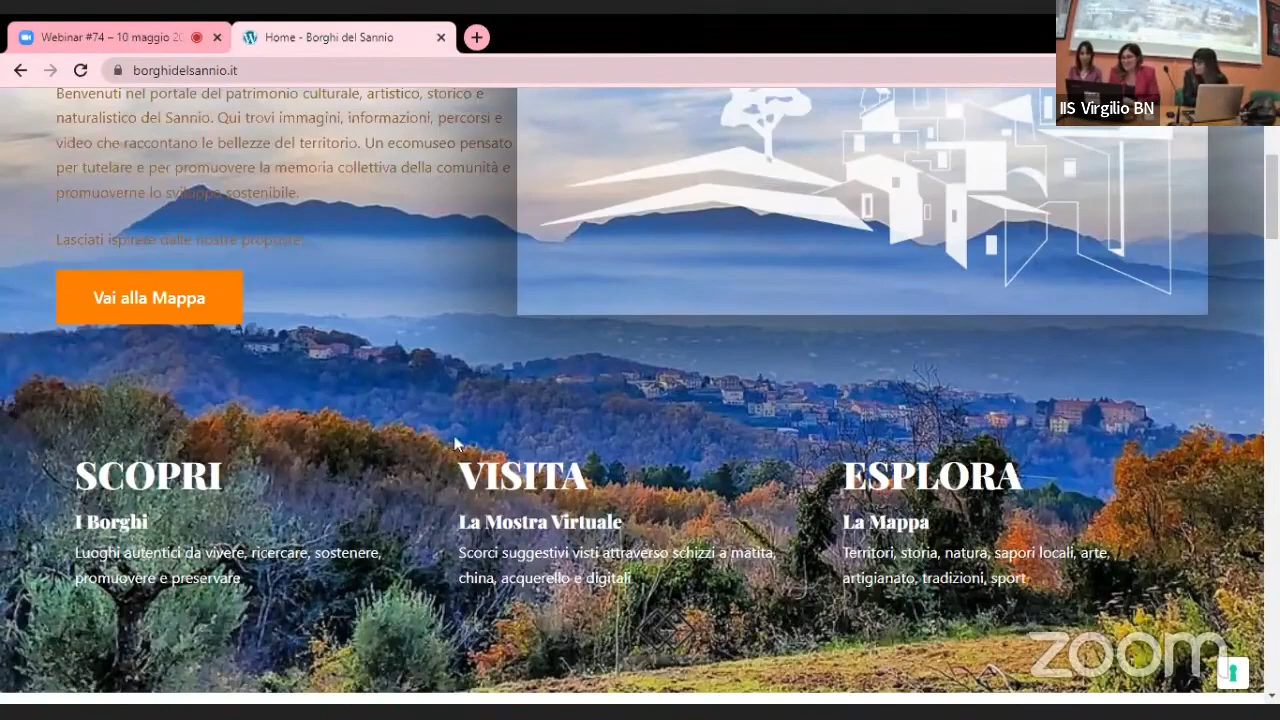 Webinar #74 – 10 maggio 20
Home - Borghi del Sannio
borghidelsannio.it
IIS Virgilio BN
Benvenuti nel portale del patrimonio culturale, artistico, storico e
naturalistico del Sannio. Qui trovi immagini, informazioni, percorsi e
video che raccontano le bellezze del territorio. Un ecomuseo pensato
per tutelare e per promuovere la memoria collettiva della comunità e
promuoverne lo sviluppo sostenibile.
Lasciati ispirare dalle nostre proposte!
Vai alla Mappa
SCOPRI
I Borghi
Luoghi autentici da vivere, ricercare, sostenere,
promuovere e preservare
VISITA
La Mostra Virtuale
Scorci suggestivi visti attraverso schizzi a matita,
china, acquerello e digitali
ESPLORA
La Mappa
Territori, storia, natura, sapori locali, arte,
artigianato, tradizioni, sport
zoom